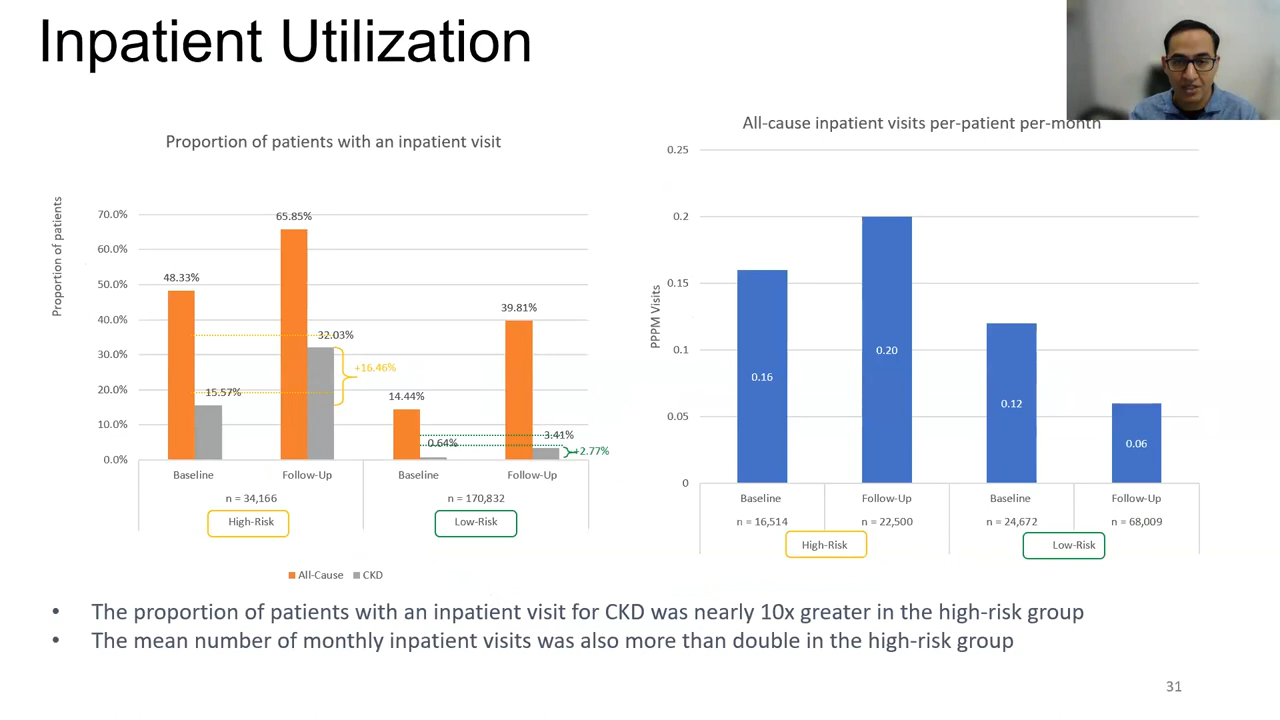 Inpatient Utilization
Proportion of patients with an inpatient visit
Proportion of patients
70.0%
60.0%
50.0%
40.0%
30.0%
20.0%
10.0%
0.0%
48.33%
15.57%
65.85%
32.03%
+16.46%
14.44%
0.64%
39.81%
3.41%
+2.77%
Baseline Follow-Up Baseline Follow-Up
n = 34,166 n = 170,832
High-Risk Low-Risk
All-Cause CKD
All-cause inpatient visits per-patient per-month
PPPM Visits
0.25
0.2
0.15
0.1
0.05
0
0.16
0.20
0.12
0.06
Baseline Follow-Up Baseline Follow-Up
n = 16,514 n = 22,500 n = 24,672 n = 68,009
High-Risk Low-Risk
• The proportion of patients with an inpatient visit for CKD was nearly 10x greater in the high-risk group
• The mean number of monthly inpatient visits was also more than double in the high-risk group
31